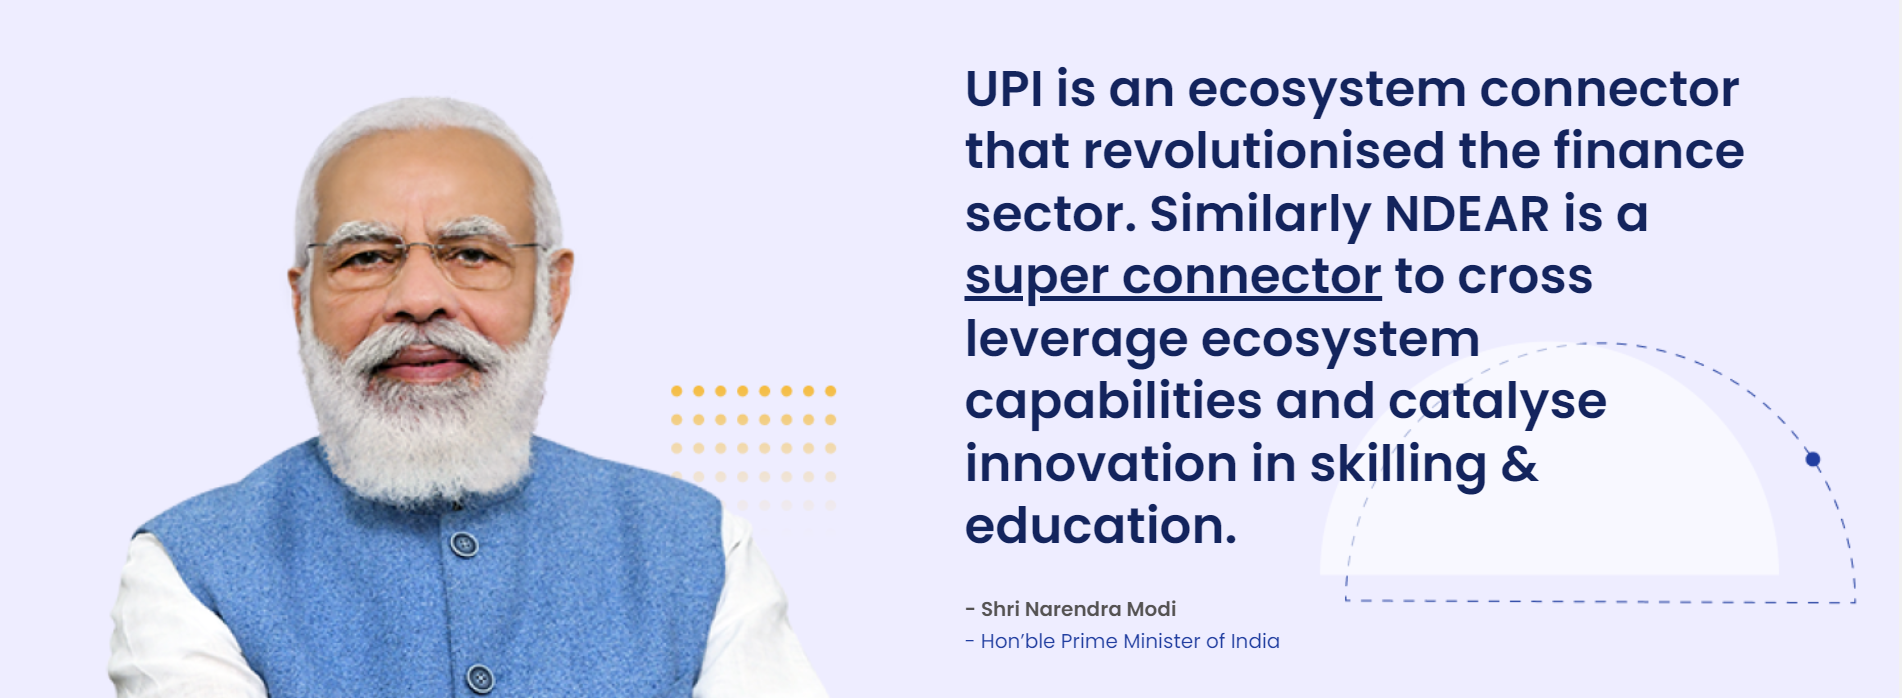 UPI is an ecosystem connector
that revolutionised the finance
sector. Similarly NDEAR is a
super connector to cross
leverage ecosystem
capabilities and catalyse
innovation in skilling &
education.
- Shri Narendra Modi
- Hon’ble Prime Minister of India